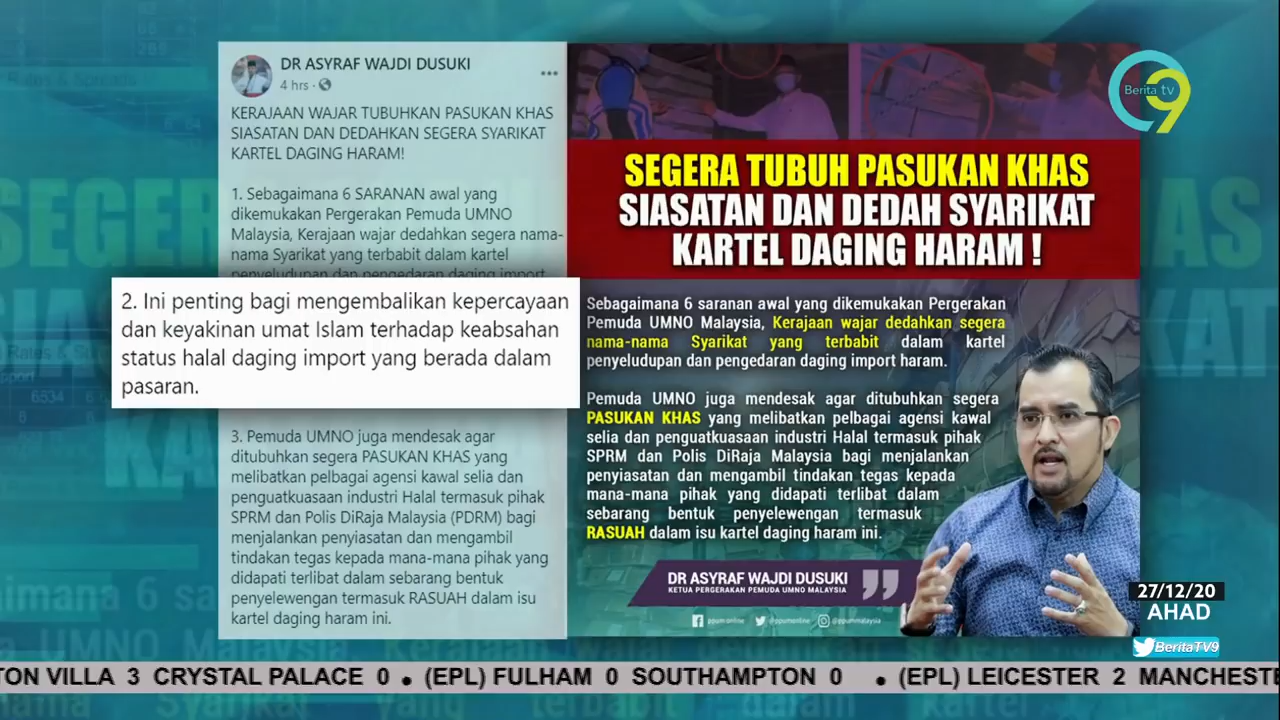 DR ASYRAF WAJDI DUSUKI
4 hrs ·
KERAJAAN WAJAR TUBUHKAN PASUKAN KHAS
SIASATAN DAN DEDAHKAN SEGERA SYARIKAT
KARTEL DAGING HARAM!
1. Sebagaimana 6 SARANAN awal yang
dikemukakan Pergerakan Pemuda UMNO
Malaysia, Kerajaan wajar dedahkan segera nama-
nama Syarikat yang terbabit dalam kartel
penyeludupan dan pengedaran daging import
2. Ini penting bagi mengembalikan kepercayaan
dan keyakinan umat Islam terhadap keabsahan
status halal daging import yang berada dalam
pasaran.
3. Pemuda UMNO juga mendesak agar
ditubuhkan segera PASUKAN KHAS yang
melibatkan pelbagai agensi kawal selia dan
penguatkuasaan industri Halal termasuk pihak
SPRM dan Polis DiRaja Malaysia (PDRM) bagi
menjalankan penyiasatan dan mengambil
tindakan tegas kepada mana-mana pihak yang
didapati terlibat dalam sebarang bentuk
penyelewengan termasuk RASUAH dalam isu
kartel daging haram ini.
Berita tv 9
SEGERA TUBUH PASUKAN KHAS
SIASATAN DAN DEDAH SYARIKAT
KARTEL DAGING HARAM !
Sebagaimana 6 saranan awal yang dikemukakan Pergerakan
Pemuda UMNO Malaysia, Kerajaan wajar dedahkan segera
nama-nama Syarikat yang terbabit dalam kartel
penyeludupan dan pengedaran daging import haram.
Pemuda UMNO juga mendesak agar ditubuhkan segera
PASUKAN KHAS yang melibatkan pelbagai agensi kawal
selia dan penguatkuasaan industri Halal termasuk pihak
SPRM dan Polis DiRaja Malaysia bagi menjalankan
penyiasatan dan mengambil tindakan tegas kepada
mana-mana pihak yang didapati terlibat dalam
sebarang bentuk penyelewengan termasuk
RASUAH dalam isu kartel daging haram ini.
DR ASYRAF WAJDI DUSUKI
KETUA PERGERAKAN PEMUDA UMNO MALAYSIA
ppumonline @ppumonline @ppummalaysia
27/12/20
AHAD
BeritaTV9
TON VILLA 3 CRYSTAL PALACE 0 • (EPL) FULHAM 0 SOUTHAMPTON 0 • (EPL) LEICESTER 2 MANCHESTE